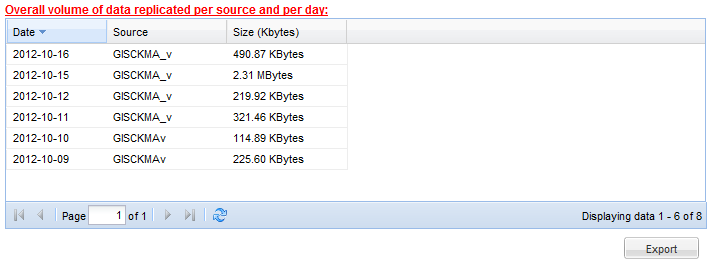 Overall volume of data replicated per source and per day:
Date Source Size (Kbytes)
2012-10-16 GISCKMA_v 490.87 KBytes
2012-10-15 GISCKMA_v 2.31 MBytes
2012-10-12 GISCKMA_v 219.92 KBytes
2012-10-11 GISCKMA_v 321.46 KBytes
2012-10-10 GISCKMAv 114.89 KBytes
2012-10-09 GISCKMAv 225.60 KBytes
Page 1 of 1 Displaying data 1 - 6 of 8
Export